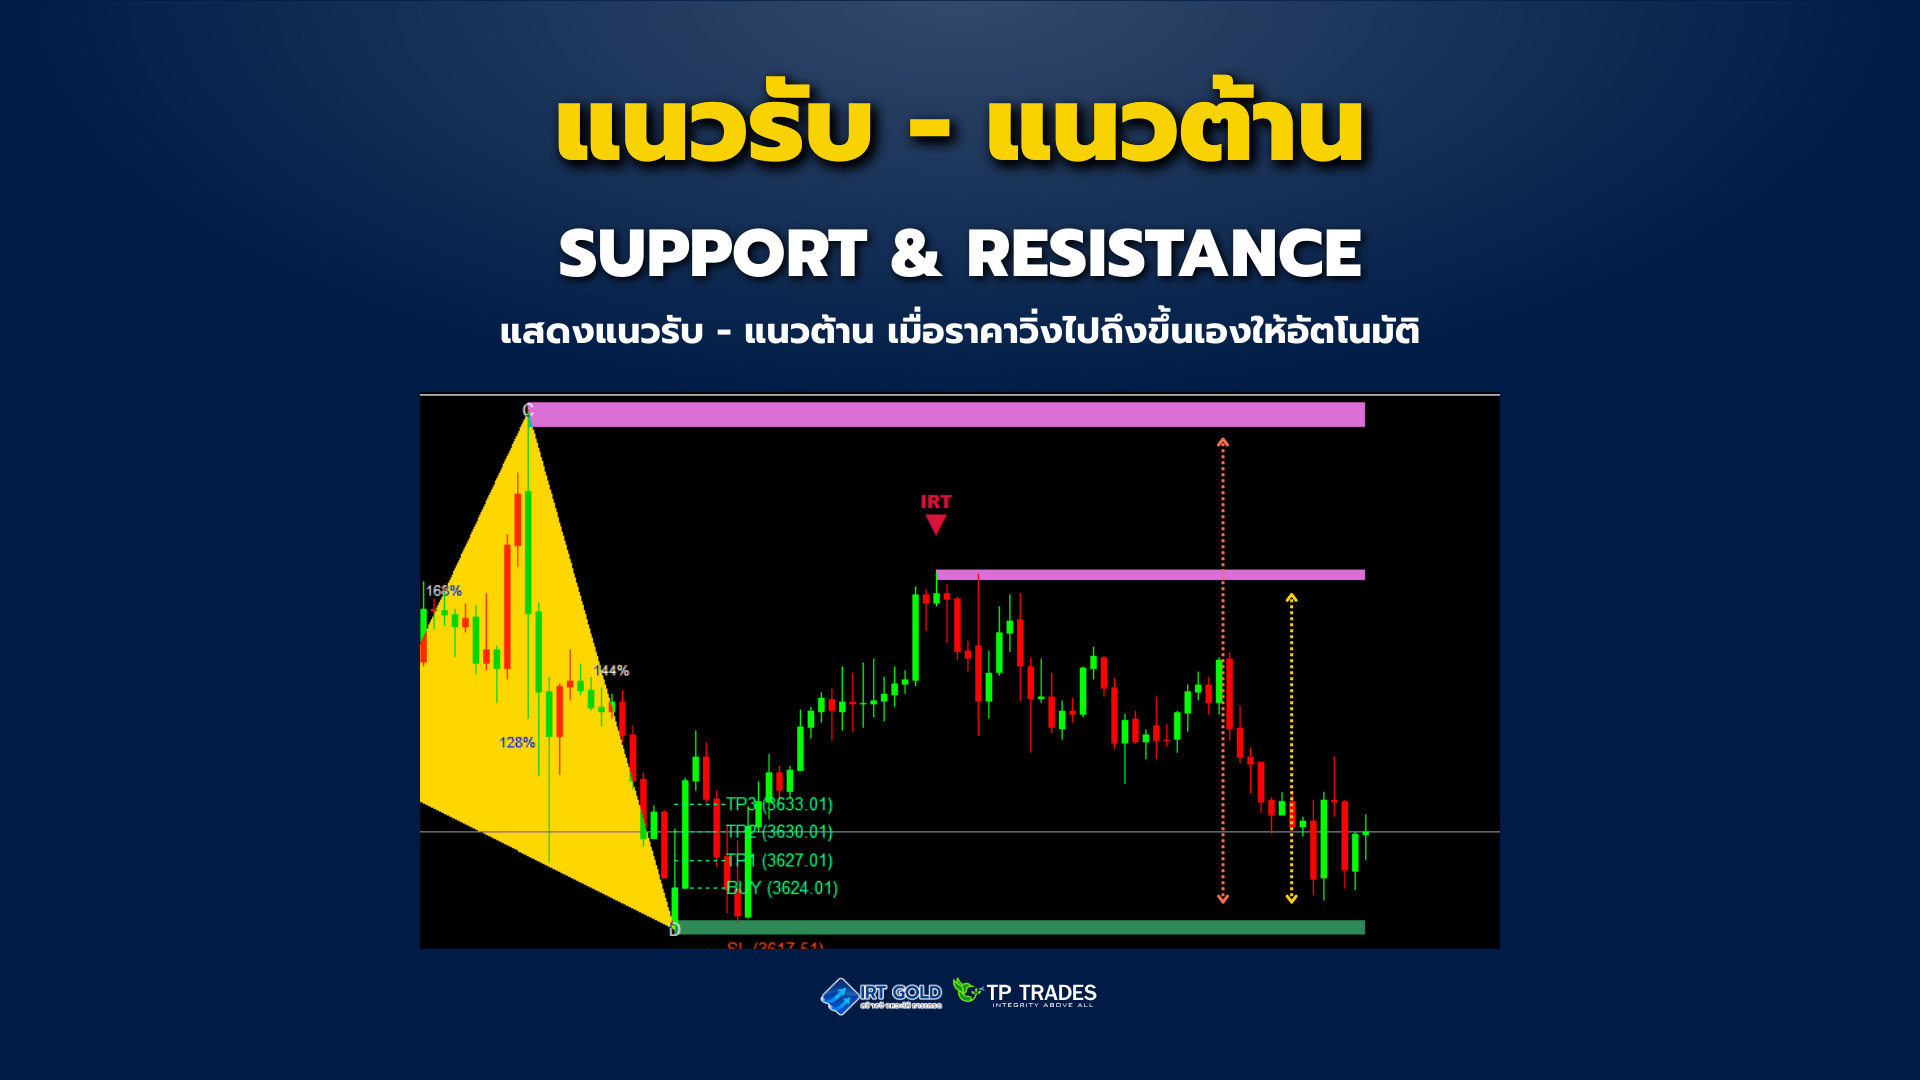 แนวรับ - แนวต้าน
SUPPORT & RESISTANCE
แสดงแนวรับ - แนวต้าน เมื่อราคาวิ่งไปถึงขึ้นเองให้อัตโนมัติ
C
IRT
168%
144%
128%
TP3 (3633.01)
TP2 (3630.01)
TP1 (3627.01)
BUY (3624.01)
D
SL (3617.51)
IRT GOLD
TP TRADES
INTEGRITY ABOVE ALL